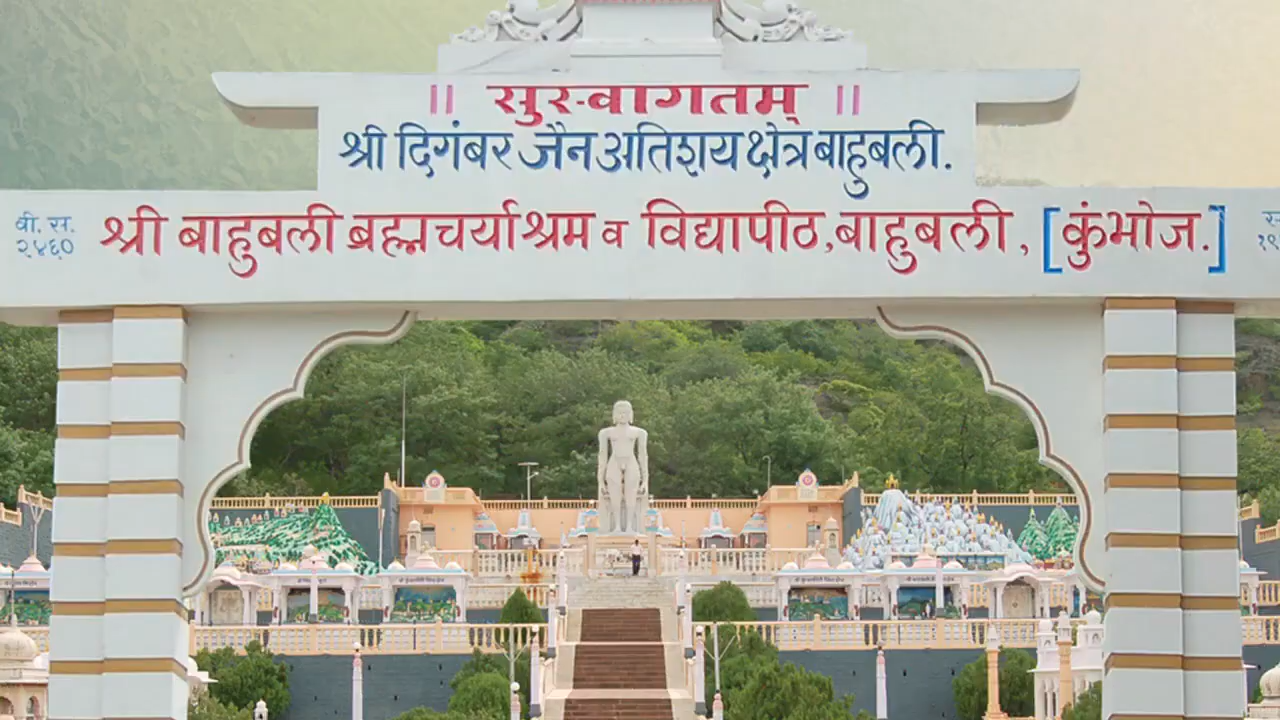 || सुस्वागतम् ||
श्री दिगंबर जैन अतिशय क्षेत्र बाहुबली.
वी. स.
२४६०
श्री बाहुबली ब्रह्मचर्याश्रम व विद्यापीठ, बाहुबली, [कुंभोज.]